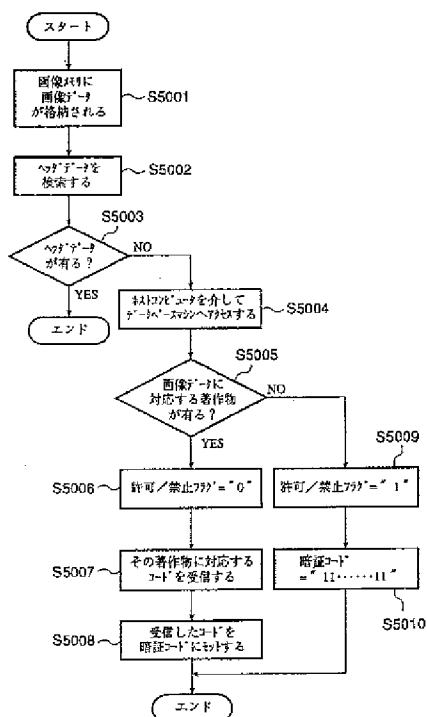 スタート
画像ﾒﾓﾘに
画像ﾃﾞｰﾀ
が格納される
S5001
ﾍｯﾀﾞﾃﾞｰﾀを
検索する
S5002
S5003
ﾍｯﾀﾞﾃﾞｰﾀ
が有る？
NO
YES
エンド
ﾎｽﾄｺﾝﾋﾟｭｰﾀを介して
ﾃﾞｰﾀﾍﾞｰｽﾏｼﾝへｱｸｾｽする
S5004
S5005
画像ﾃﾞｰﾀに
対応する著作物
が有る？
NO
YES
S5009
S5006
許可／禁止ﾌﾗｸﾞ="0"
許可／禁止ﾌﾗｸﾞ="1"
S5007
その著作物に対応する
ｺｰﾄﾞを受信する
暗証コード
="11······11"
S5010
S5008
受信したｺｰﾄﾞを
暗証ｺｰﾄﾞにｾｯﾄする
エンド